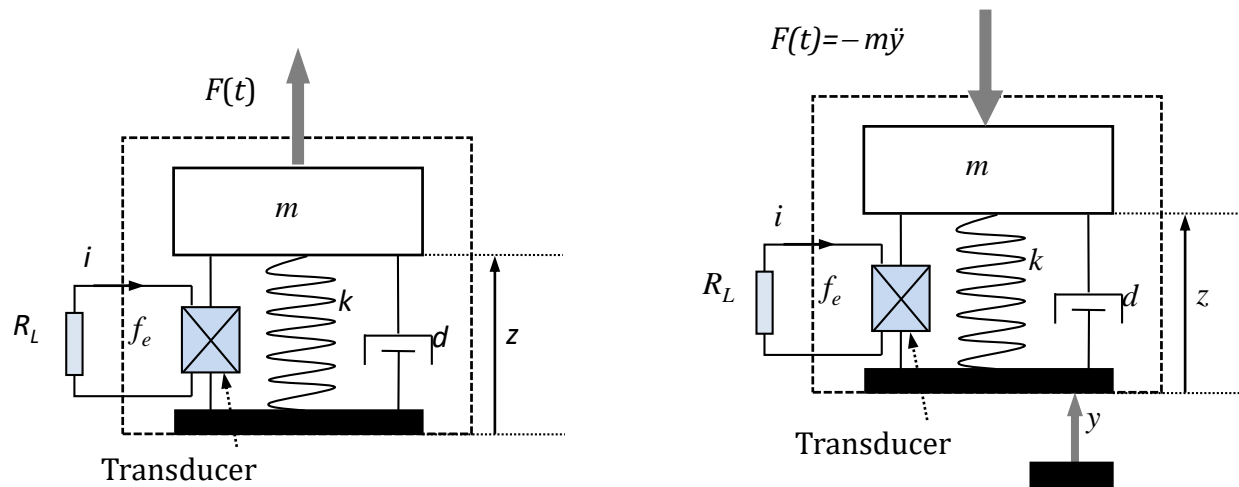 F(t)
m
i
k
R_L
f_e
d
z
Transducer
F(t)=−mÿ
m
i
k
R_L
f_e
d
z
Transducer
y